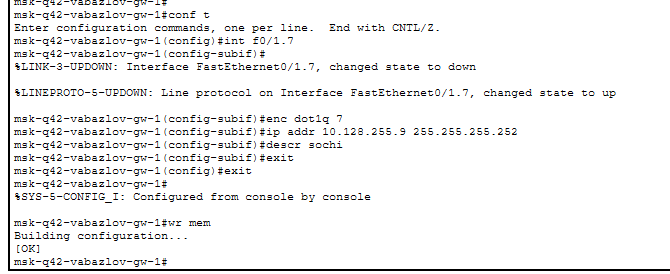 msk-q42-vabazlov-gw-1#
msk-q42-vabazlov-gw-1#conf t
Enter configuration commands, one per line.  End with CNTL/Z.
msk-q42-vabazlov-gw-1(config)#int f0/1.7
msk-q42-vabazlov-gw-1(config-subif)#
%LINK-3-UPDOWN: Interface FastEthernet0/1.7, changed state to down
%LINEPROTO-5-UPDOWN: Line protocol on Interface FastEthernet0/1.7, changed state to up
msk-q42-vabazlov-gw-1(config-subif)#enc dot1q 7
msk-q42-vabazlov-gw-1(config-subif)#ip addr 10.128.255.9 255.255.255.252
msk-q42-vabazlov-gw-1(config-subif)#descr sochi
msk-q42-vabazlov-gw-1(config-subif)#exit
msk-q42-vabazlov-gw-1(config)#exit
msk-q42-vabazlov-gw-1#
%SYS-5-CONFIG_I: Configured from console by console
msk-q42-vabazlov-gw-1#wr mem
Building configuration...
[OK]
msk-q42-vabazlov-gw-1#